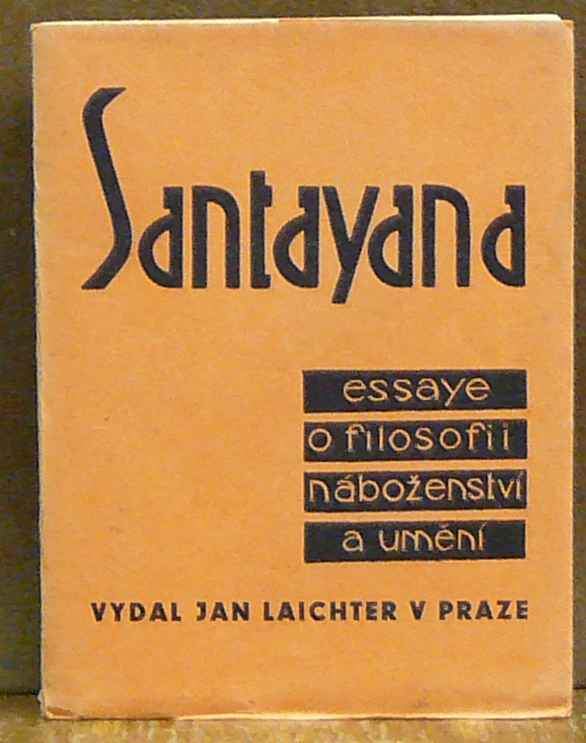 Santayana
essaye
o filosofii
náboženství
a umění
VYDAL JAN LAICHTER V PRAZE